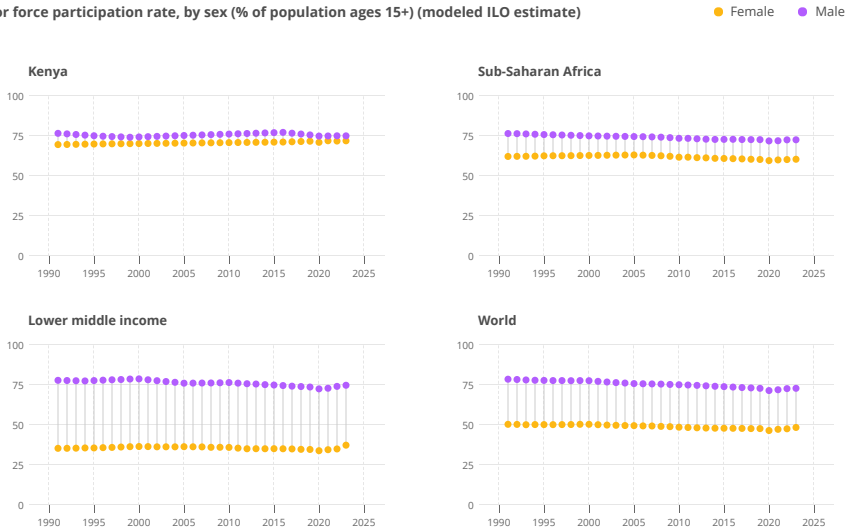 force participation rate, by sex (% of population ages 15+) (modeled ILO estimate)
Female Male
Kenya
100
75
50
25
0
1990 1995 2000 2005 2010 2015 2020 2025
Sub-Saharan Africa
100
75
50
25
0
1990 1995 2000 2005 2010 2015 2020 2025
Lower middle income
100
75
50
25
0
1990 1995 2000 2005 2010 2015 2020 2025
World
100
75
50
25
0
1990 1995 2000 2005 2010 2015 2020 2025